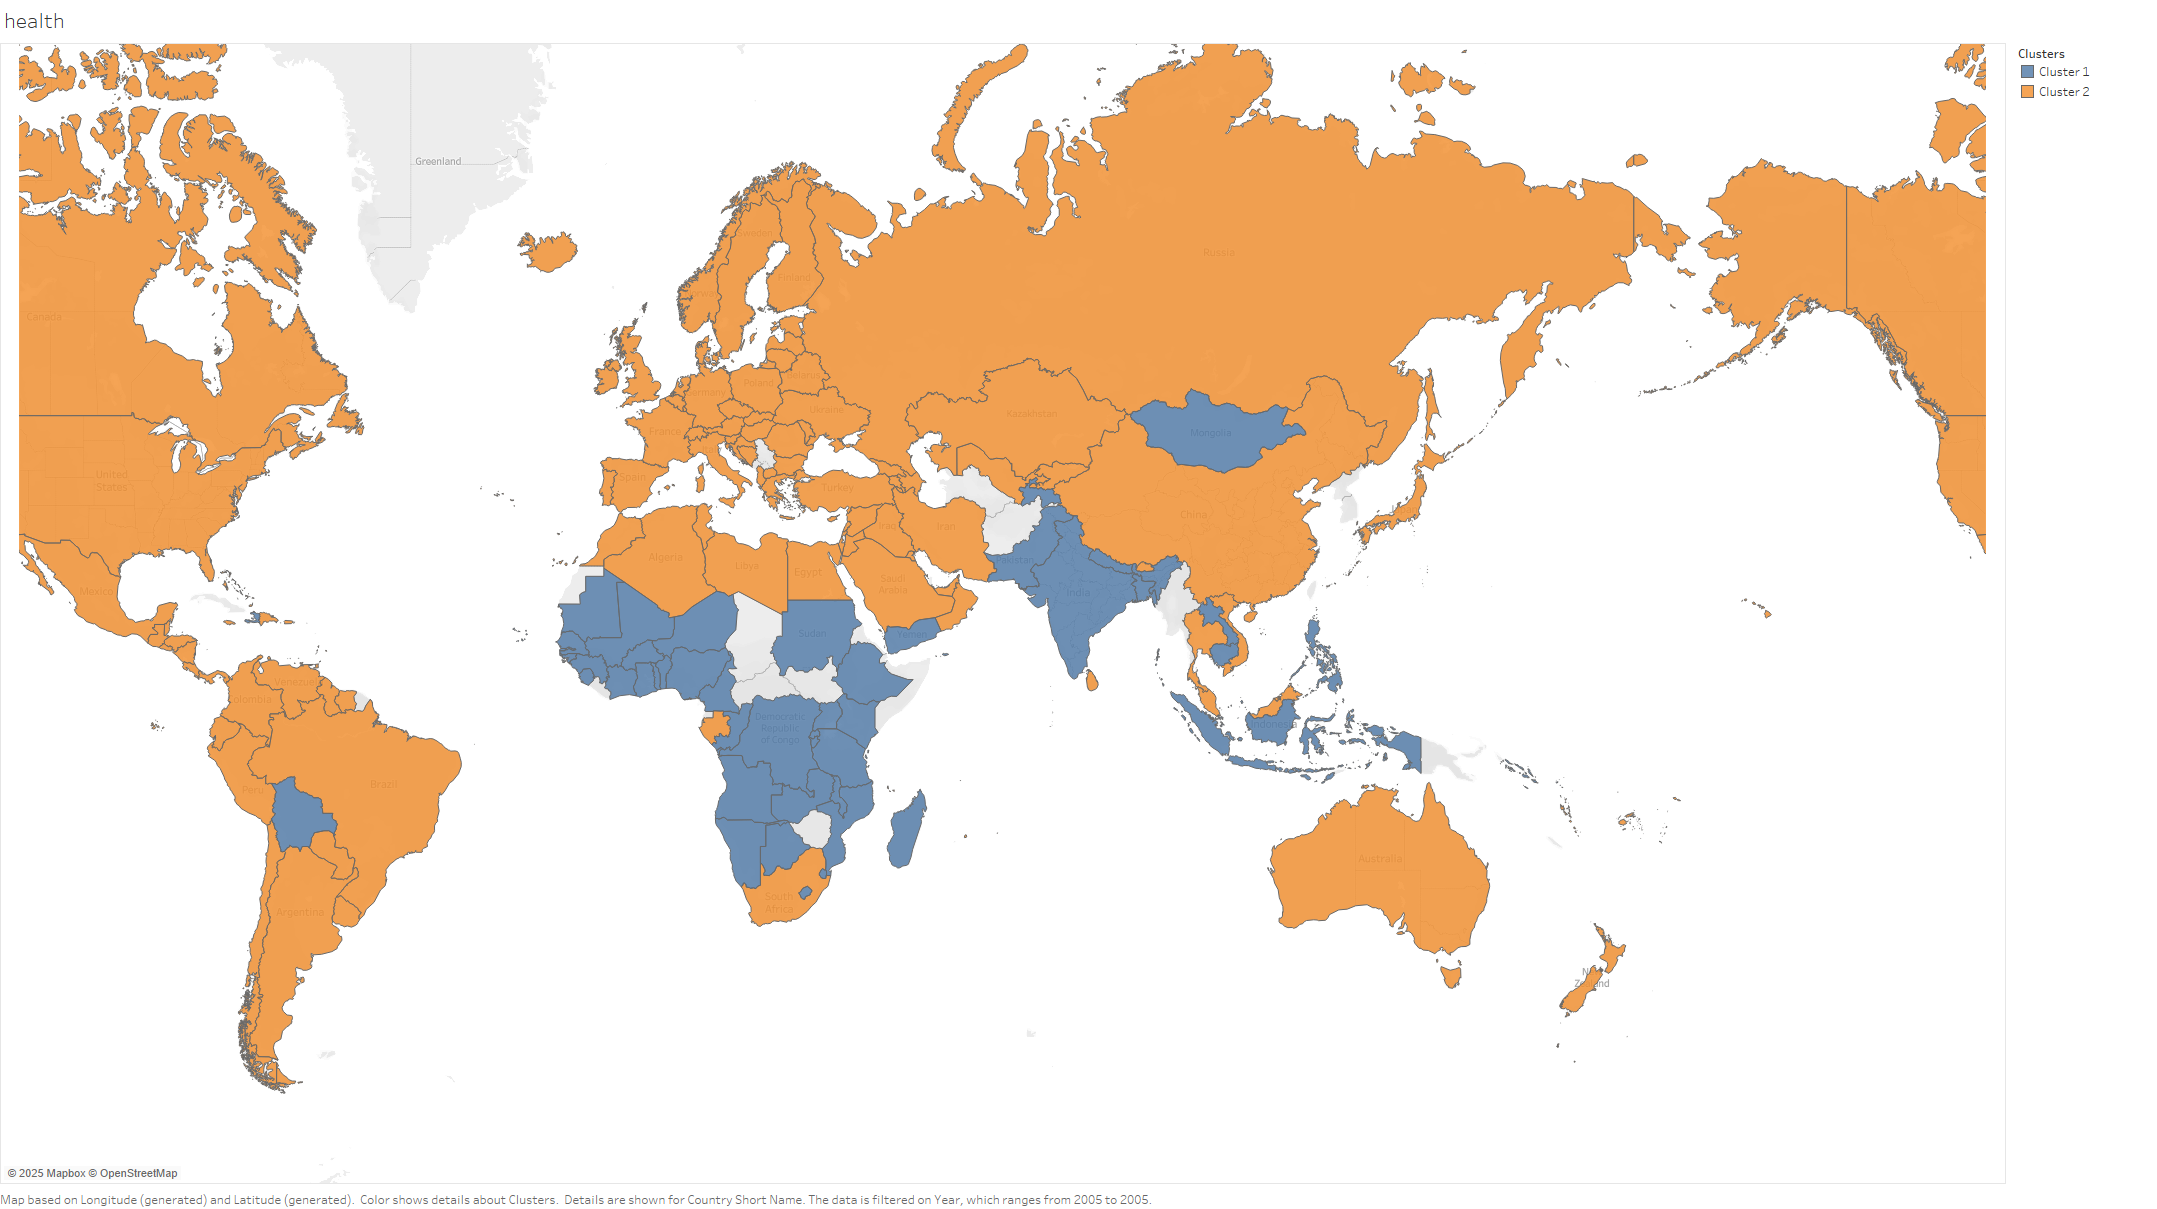 health
Clusters
Cluster 1
Cluster 2
Greenland
Sweden
Finland
Norway
Russia
Canada
United
States
Mexico
Poland
Belarus
Germany
Ukraine
France
Spain
Turkey
Kazakhstan
Mongolia
China
Iraq
Iran
Algeria
Libya
Egypt
Saudi
Arabia
Pakistan
India
Sudan
Yemen
Venezuela
Colombia
Democratic
Republic
of Congo
Indonesia
Peru
Brazil
Australia
South
Africa
Argentina
Zealand
© 2025 Mapbox © OpenStreetMap
Map based on Longitude (generated) and Latitude (generated). Color shows details about Clusters. Details are shown for Country Short Name. The data is filtered on Year, which ranges from 2005 to 2005.